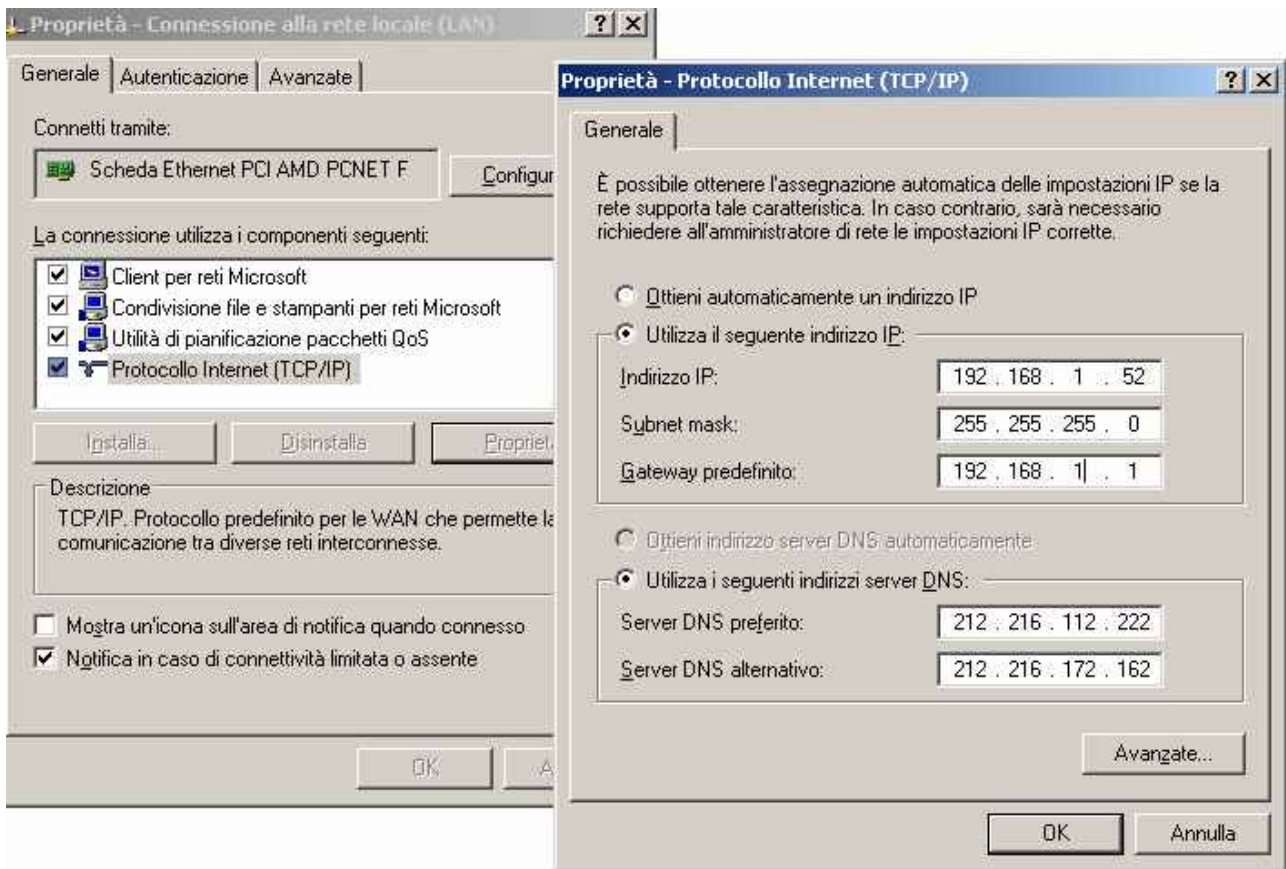 Proprietà - Connessione alla rete locale (LAN)
Generale
Autenticazione
Avanzate
Connetti tramite:
Scheda Ethernet PCI AMD PCNET F
Configur
La connessione utilizza i componenti seguenti:
Client per reti Microsoft
Condivisione file e stampanti per reti Microsoft
Utilità di pianificazione pacchetti QoS
Protocollo Internet (TCP/IP)
Installa...
Disinstalla
Propriet
Descrizione
TCP/IP. Protocollo predefinito per le WAN che permette la
comunicazione tra diverse reti interconnesse.
Mostra un'icona sull'area di notifica quando connesso
Notifica in caso di connettività limitata o assente
OK
A
Proprietà - Protocollo Internet (TCP/IP)
Generale
È possibile ottenere l'assegnazione automatica delle impostazioni IP se la
rete supporta tale caratteristica. In caso contrario, sarà necessario
richiedere all'amministratore di rete le impostazioni IP corrette.
Ottieni automaticamente un indirizzo IP
Utilizza il seguente indirizzo IP:
Indirizzo IP: 192 . 168 . 1 . 52
Subnet mask: 255 . 255 . 255 . 0
Gateway predefinito: 192 . 168 . 1 . 1
Ottieni indirizzo server DNS automaticamente
Utilizza i seguenti indirizzi server DNS:
Server DNS preferito: 212 . 216 . 112 . 222
Server DNS alternativo: 212 . 216 . 172 . 162
Avanzate...
OK
Annulla